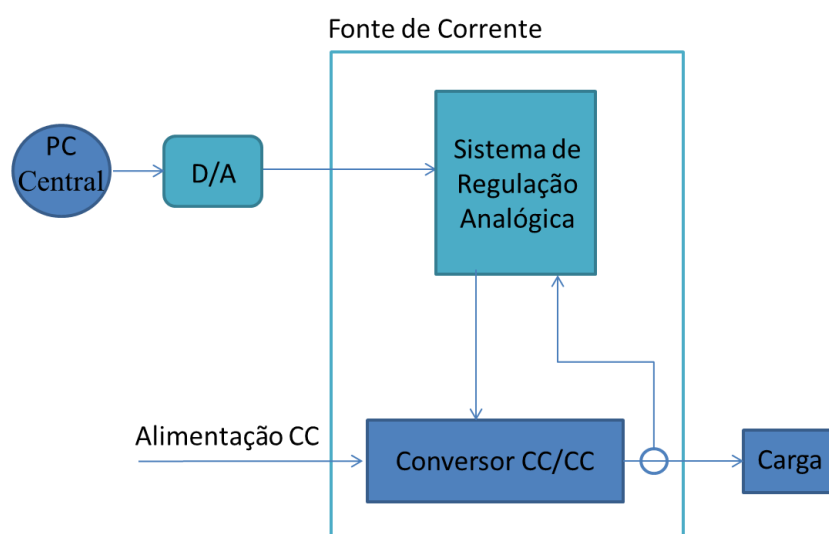 Fonte de Corrente
PC
Central
D/A
Sistema de
Regulação
Analógica
Alimentação CC
Conversor CC/CC
Carga